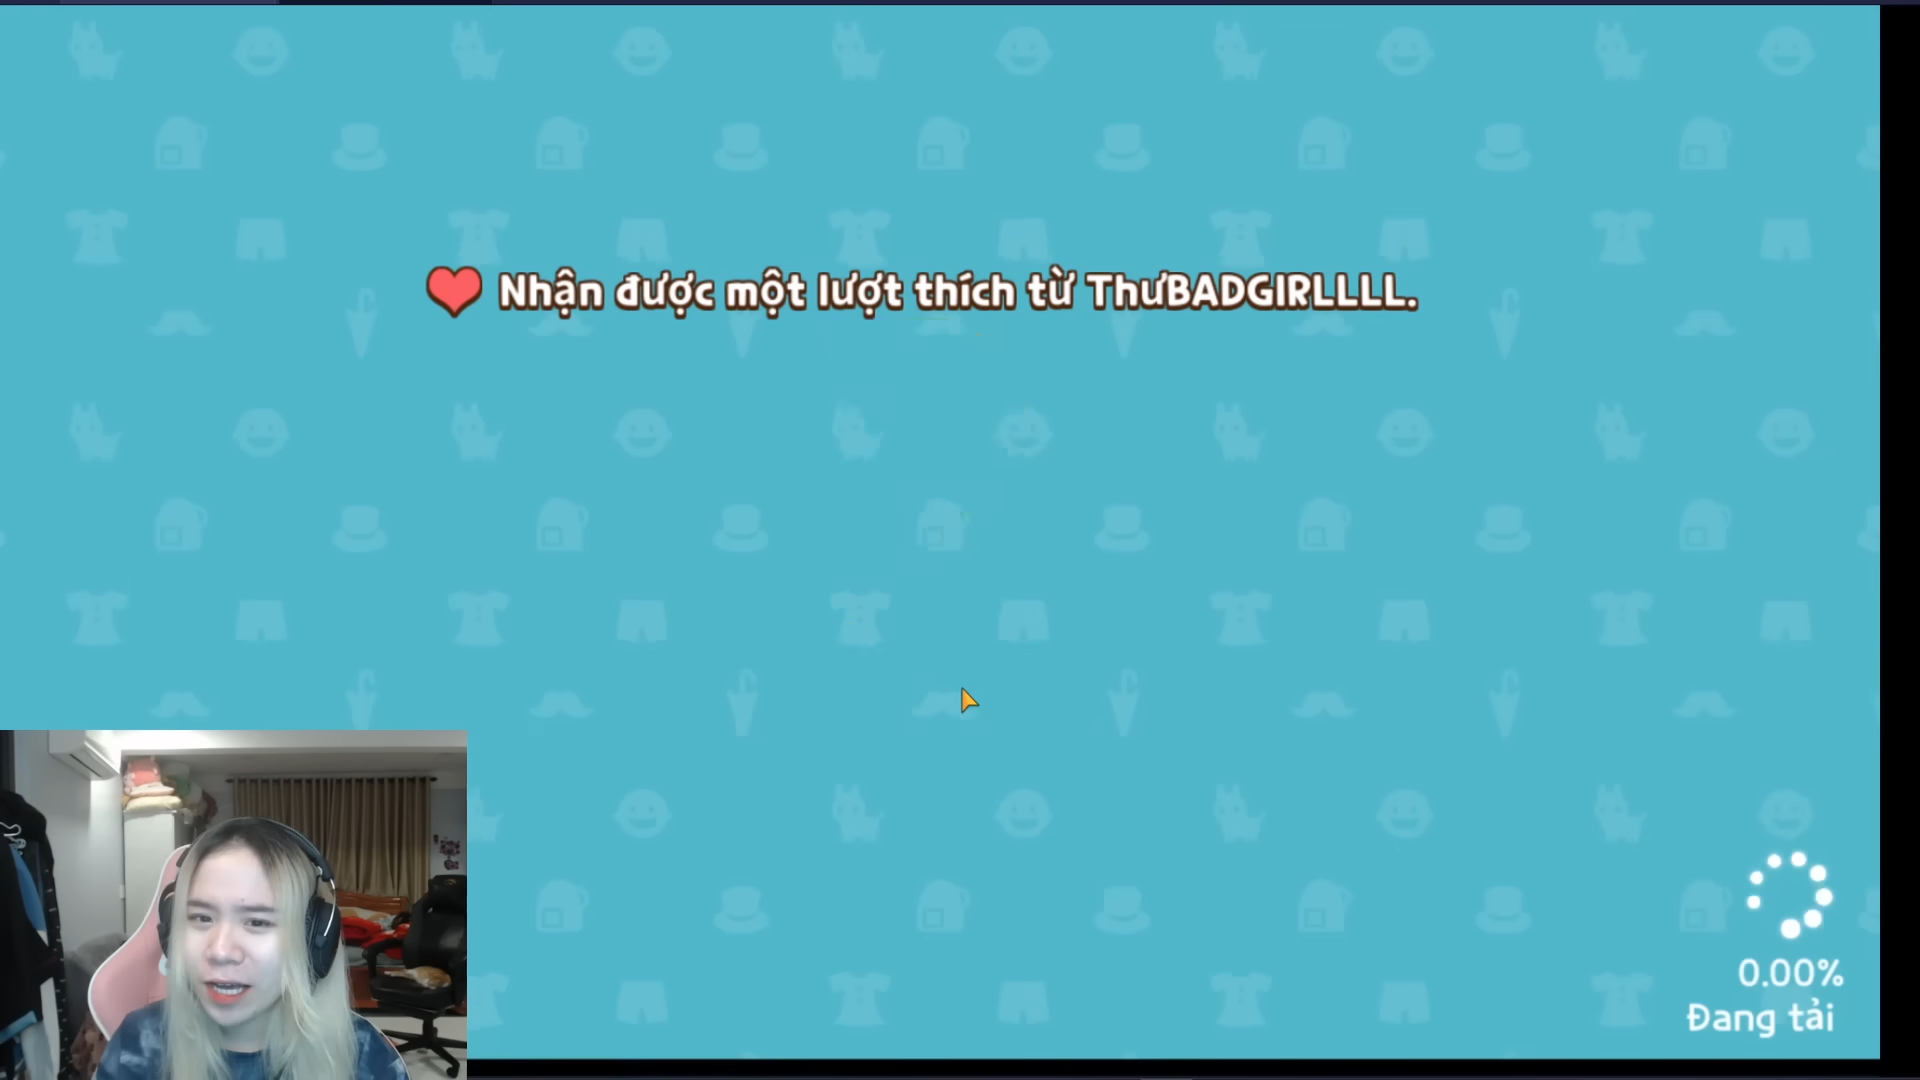 Nhận được một lượt thích từ ThưBADGIRLLLL.
0.00%
Đang tải